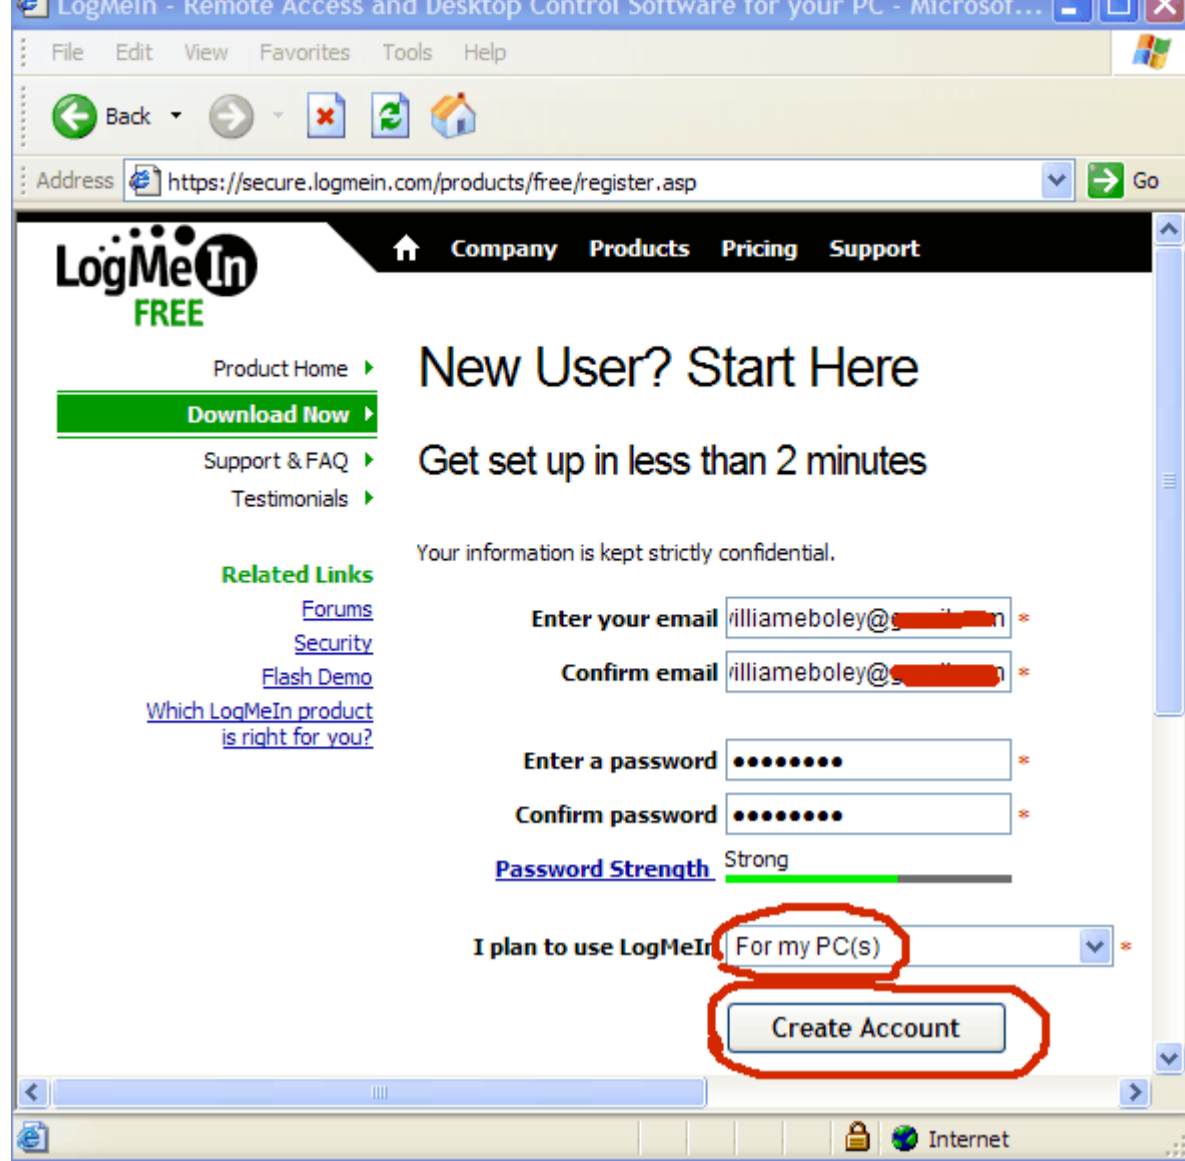 LogMeIn - Remote Access and Desktop Control Software for your PC - Microsof...
File Edit View Favorites Tools Help
Back
Address https://secure.logmein.com/products/free/register.asp Go
LogMeIn
FREE
Company Products Pricing Support
Product Home
Download Now
Support & FAQ
Testimonials
Related Links
Forums
Security
Flash Demo
Which LogMeIn product
is right for you?
New User? Start Here
Get set up in less than 2 minutes
Your information is kept strictly confidential.
Enter your email villiameboley@
Confirm email villiameboley@
Enter a password ●●●●●●●●
Confirm password ●●●●●●●●
Password Strength Strong
I plan to use LogMeIn For my PC(s)
Create Account
Internet